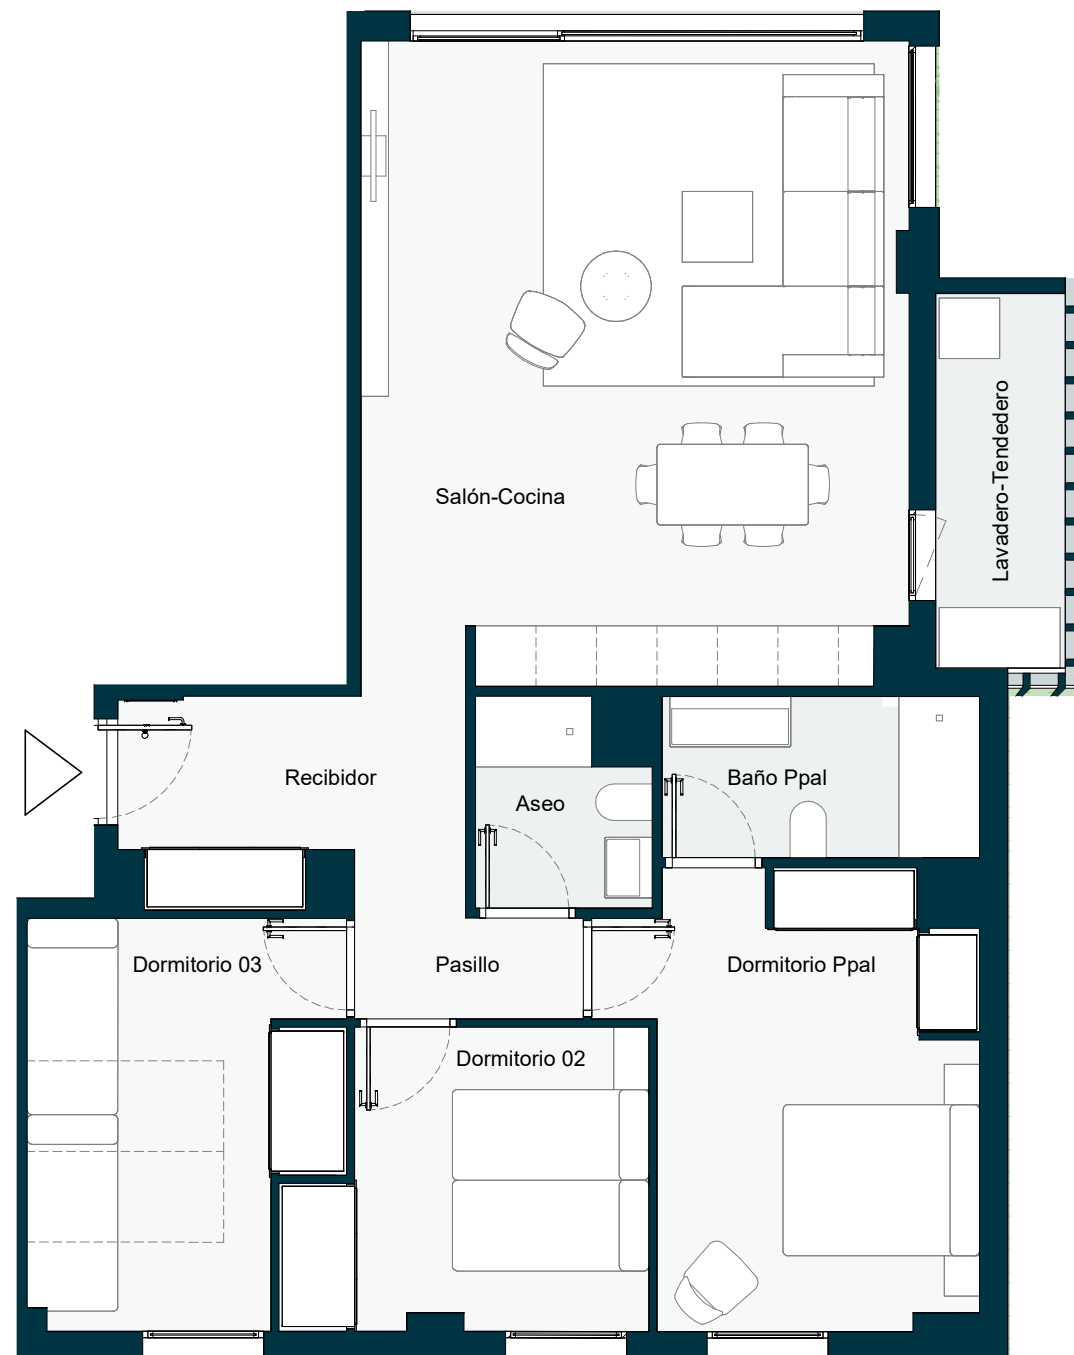 Salón-Cocina
Lavadero-Tendedero
Recibidor
Aseo
Baño Ppal
Dormitorio 03
Pasillo
Dormitorio Ppal
Dormitorio 02